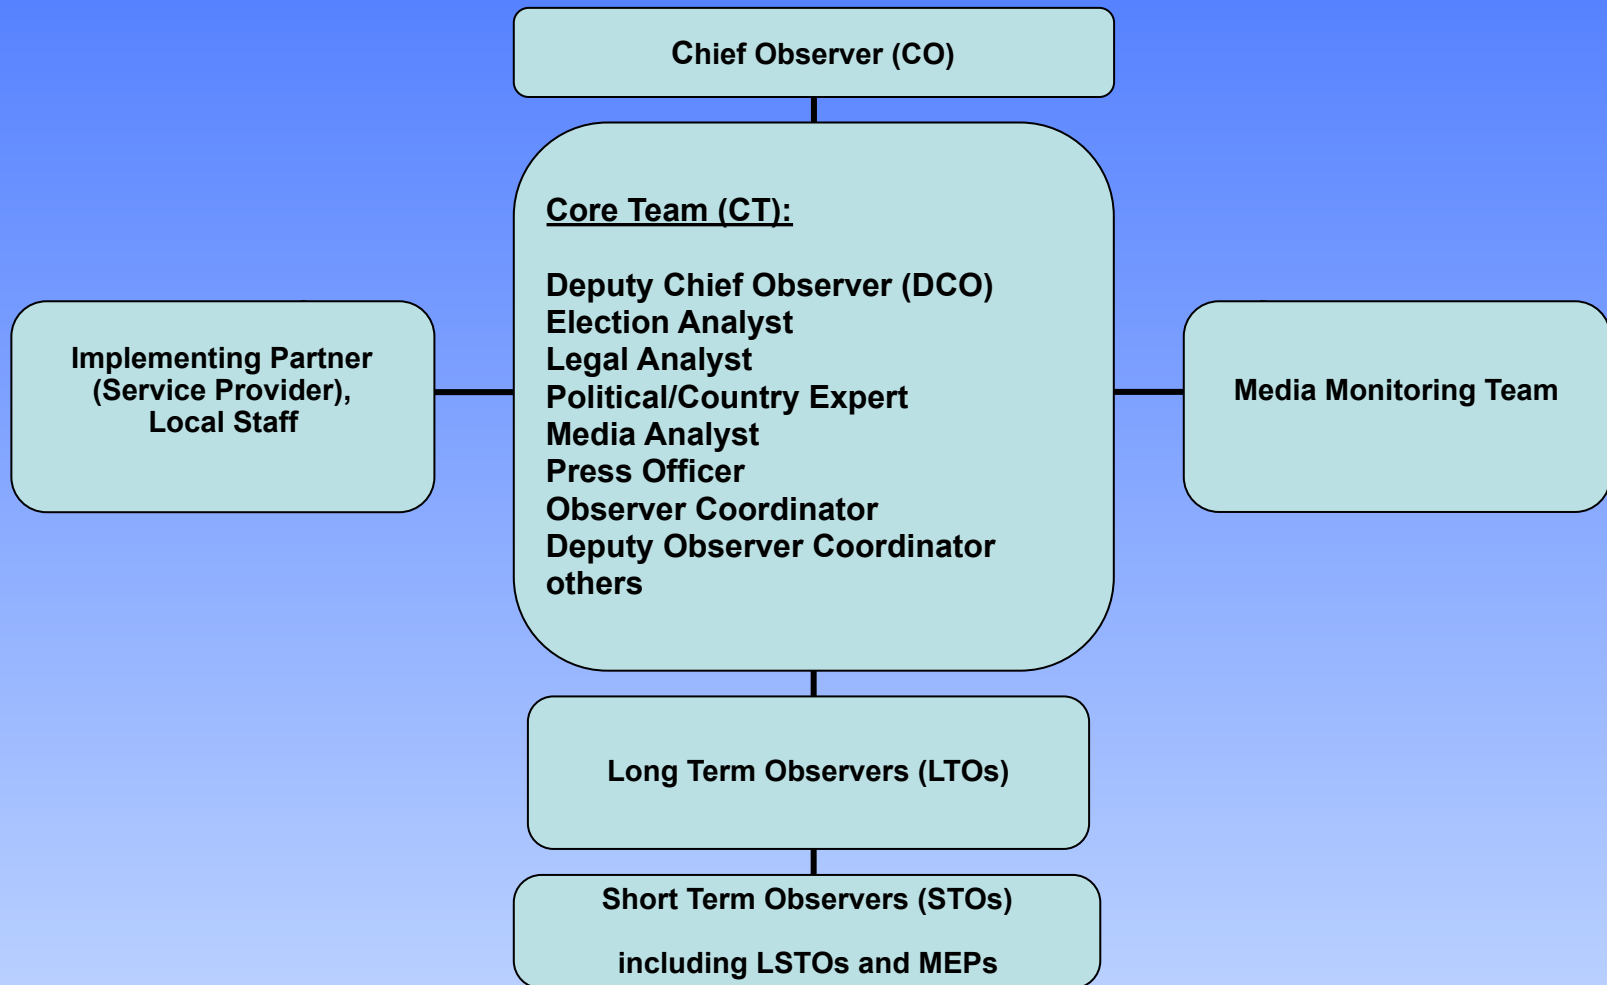 Chief Observer (CO)
Core Team (CT):
Deputy Chief Observer (DCO)
Election Analyst
Legal Analyst
Political/Country Expert
Media Analyst
Press Officer
Observer Coordinator
Deputy Observer Coordinator
others
Implementing Partner
(Service Provider),
Local Staff
Media Monitoring Team
Long Term Observers (LTOs)
Short Term Observers (STOs)
including LSTOs and MEPs